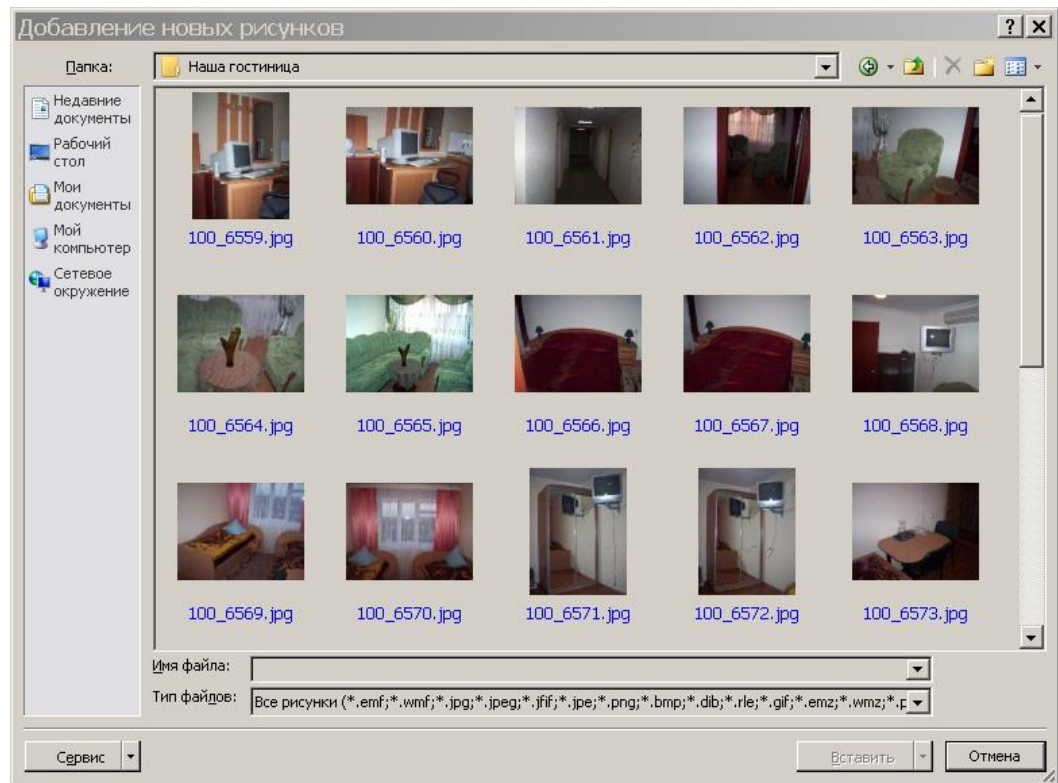 Добавление новых рисунков
Папка:
Наша гостиница
Недавние
документы
Рабочий
стол
Мои
документы
Мой
компьютер
Сетевое
окружение
100_6559.jpg 100_6560.jpg 100_6561.jpg 100_6562.jpg 100_6563.jpg
100_6564.jpg 100_6565.jpg 100_6566.jpg 100_6567.jpg 100_6568.jpg
100_6569.jpg 100_6570.jpg 100_6571.jpg 100_6572.jpg 100_6573.jpg
Имя файла:
Тип файлов: Все рисунки (*.emf;*.wmf;*.jpg;*.jpeg;*.jfif;*.jpe;*.png;*.bmp;*.dib;*.rle;*.gif;*.emz;*.wmz;*.p
Сервис Вставить Отмена